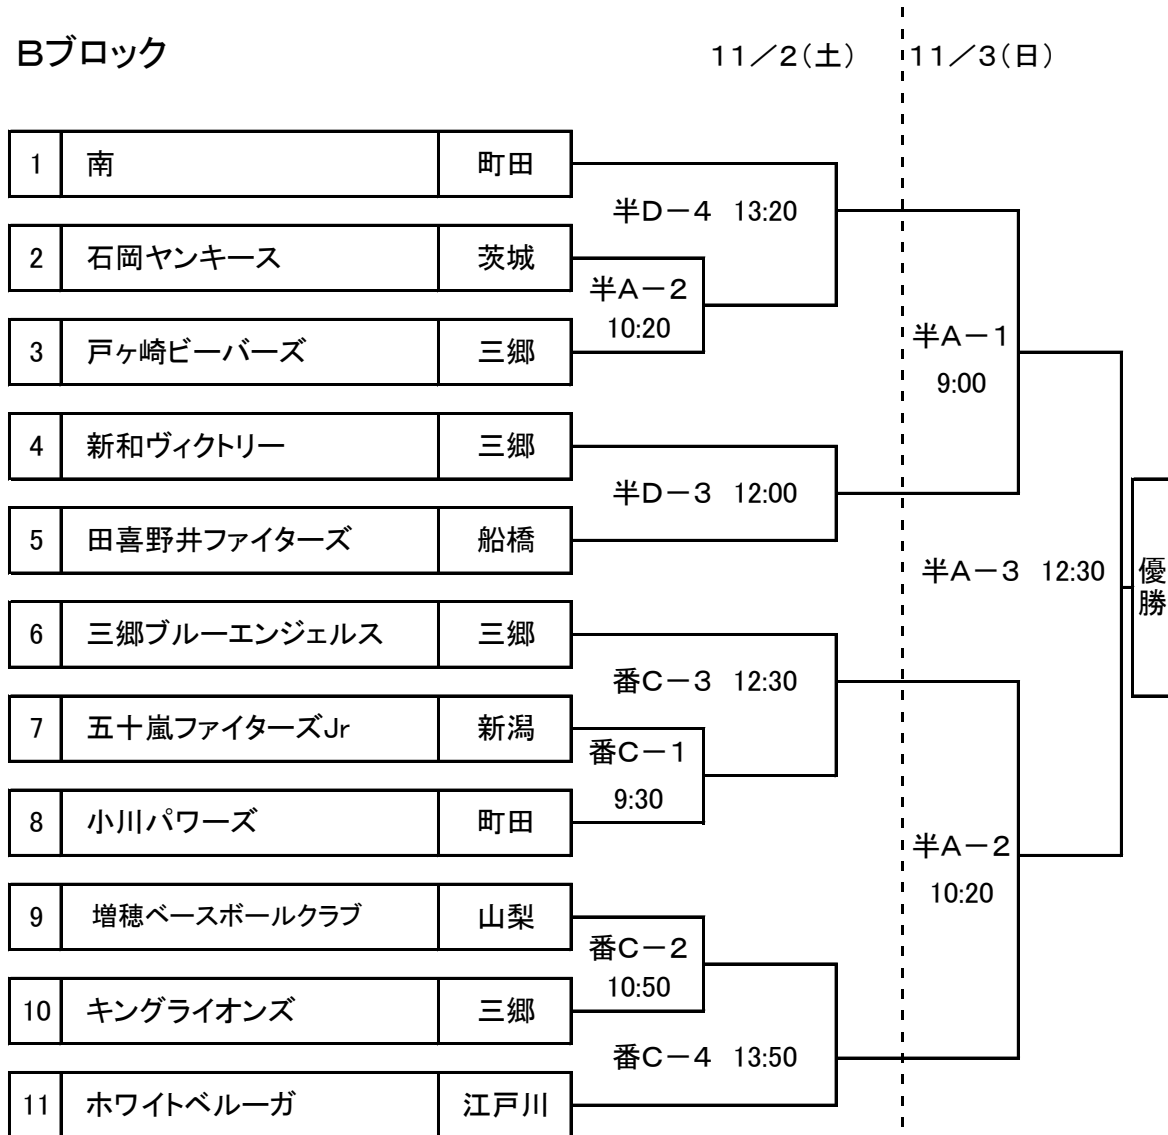 Bブロック
11／2(土)
11／3(日)
1 南 町田
半D－4 13:20
2 石岡ヤンキース 茨城
半A－2
10:20
3 戸ヶ崎ビーバーズ 三郷
半A－1
9:00
4 新和ヴィクトリー 三郷
半D－3 12:00
5 田喜野井ファイターズ 船橋
半A－3 12:30
優
勝
6 三郷ブルーエンジェルス 三郷
番C－3 12:30
7 五十嵐ファイターズJr 新潟
番C－1
9:30
8 小川パワーズ 町田
半A－2
10:20
9 増穂ベースボールクラブ 山梨
番C－2
10:50
10 キングライオンズ 三郷
番C－4 13:50
11 ホワイトベルーガ 江戸川